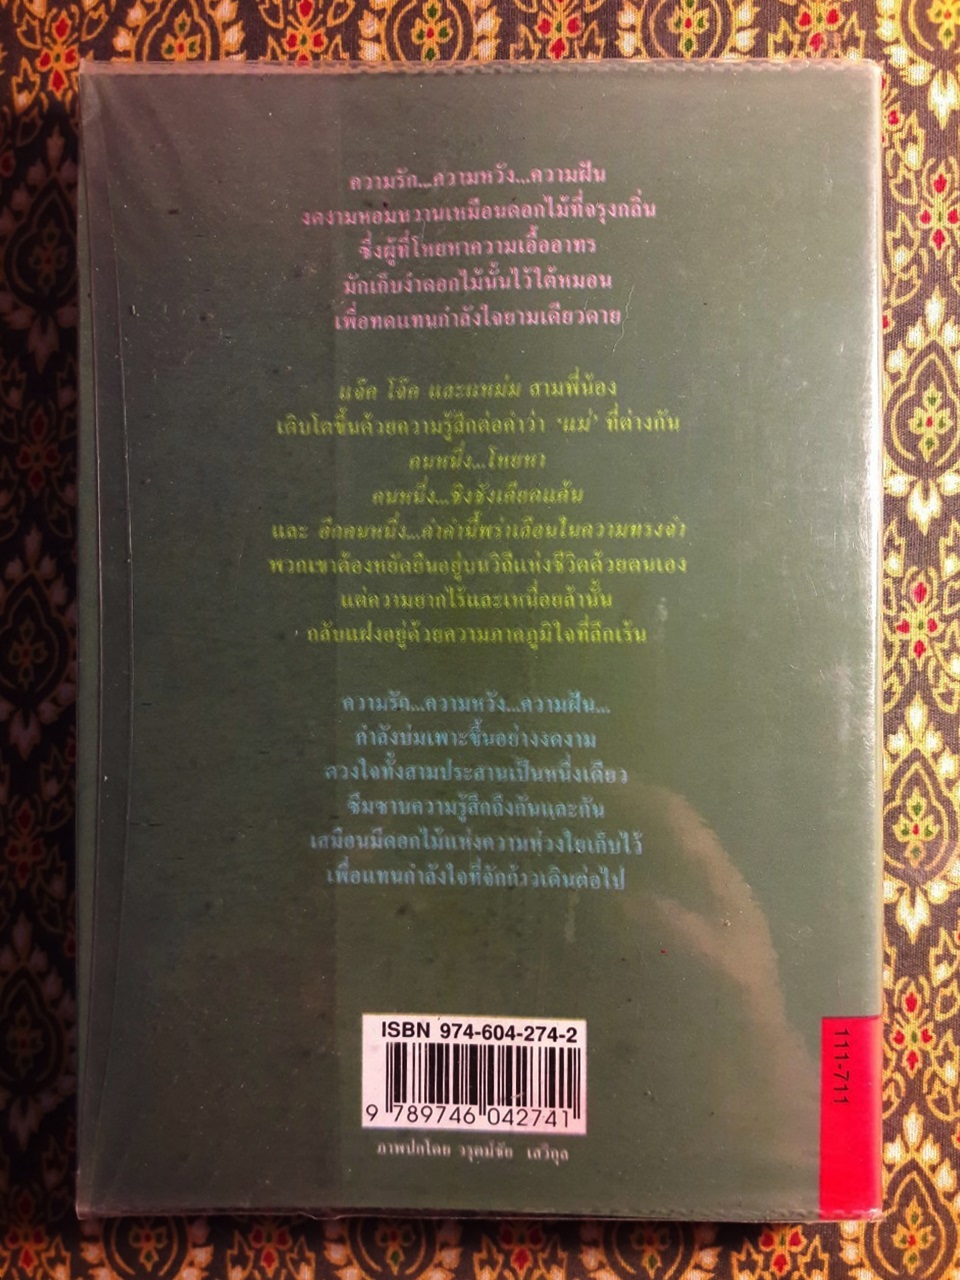 ความรัก...ความหวัง...ความฝัน
งดงามหอมหวานเหมือนดอกไม้ที่จรุงกลิ่น
ซึ่งผู้ที่โหยหาความเอื้ออาทร
มักเก็บงำดอกไม้นั้นไว้ใต้หมอน
เพื่อทดแทนกำลังใจยามเดียวดาย
แจ๊ด โจ๊ด และแหม่ม สามพี่น้อง
เติบโตขึ้นด้วยความรู้สึกต่อคำว่า 'แม่' ที่ต่างกัน
คนหนึ่ง...โหยหา
คนหนึ่ง...ชิงชังเคียดแค้น
และ อีกคนหนึ่ง...คำคำนี้พร่าเลือนในความทรงจำ
พวกเขาต้องหยัดยืนอยู่บนวิถีแห่งชีวิตด้วยตนเอง
แต่ความยากไร้และเหนื่อยล้านั้น
กลับแฝงอยู่ด้วยความภาคภูมิใจที่ลึกเร้น
ความรัก...ความหวัง...ความฝัน...
กำลังบ่มเพาะขึ้นอย่างงดงาม
ดวงใจทั้งสามประสานเป็นหนึ่งเดียว
ซึมซาบความรู้สึกถึงกันและกัน
เสมือนมีดอกไม้แห่งความห่วงใยเก็บไว้
เพื่อแทนกำลังใจที่จักก้าวเดินต่อไป
ISBN 974-604-274-2
9 789746 042741
111-711
ภาพปกโดย วรุตม์ชัย เสวิกุล